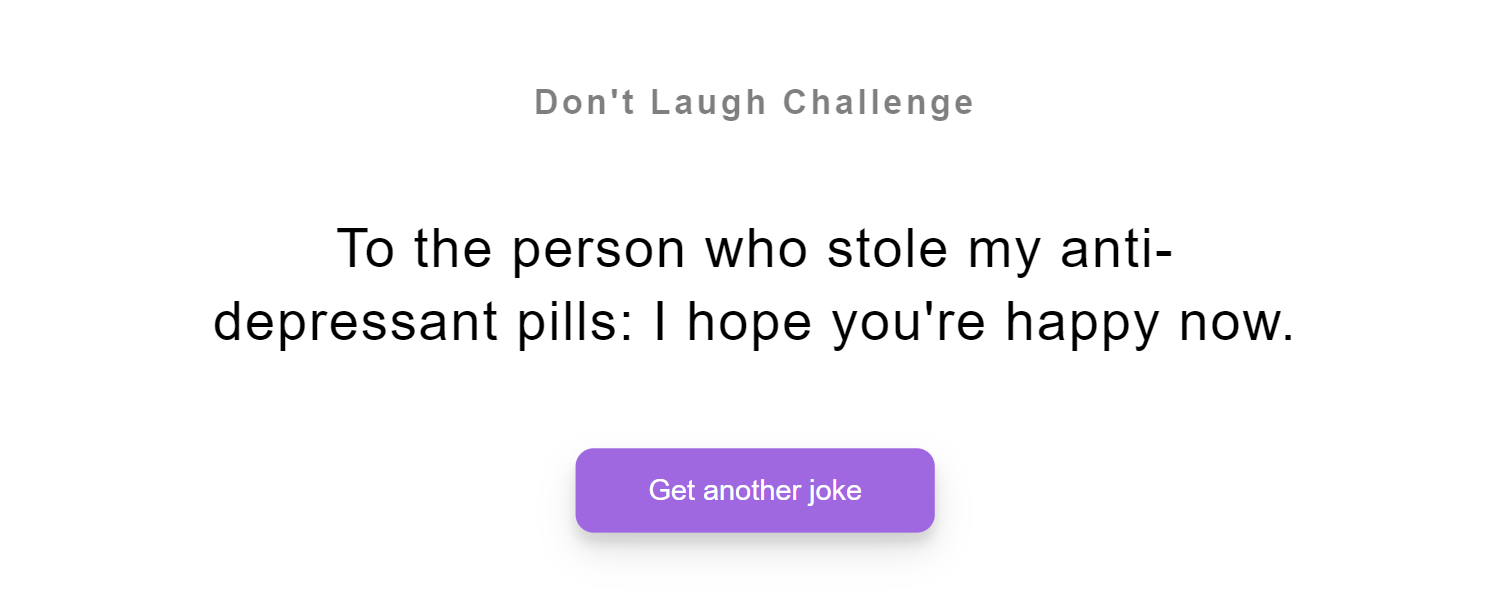 Don't Laugh Challenge
To the person who stole my anti-
depressant pills: I hope you're happy now.
Get another joke